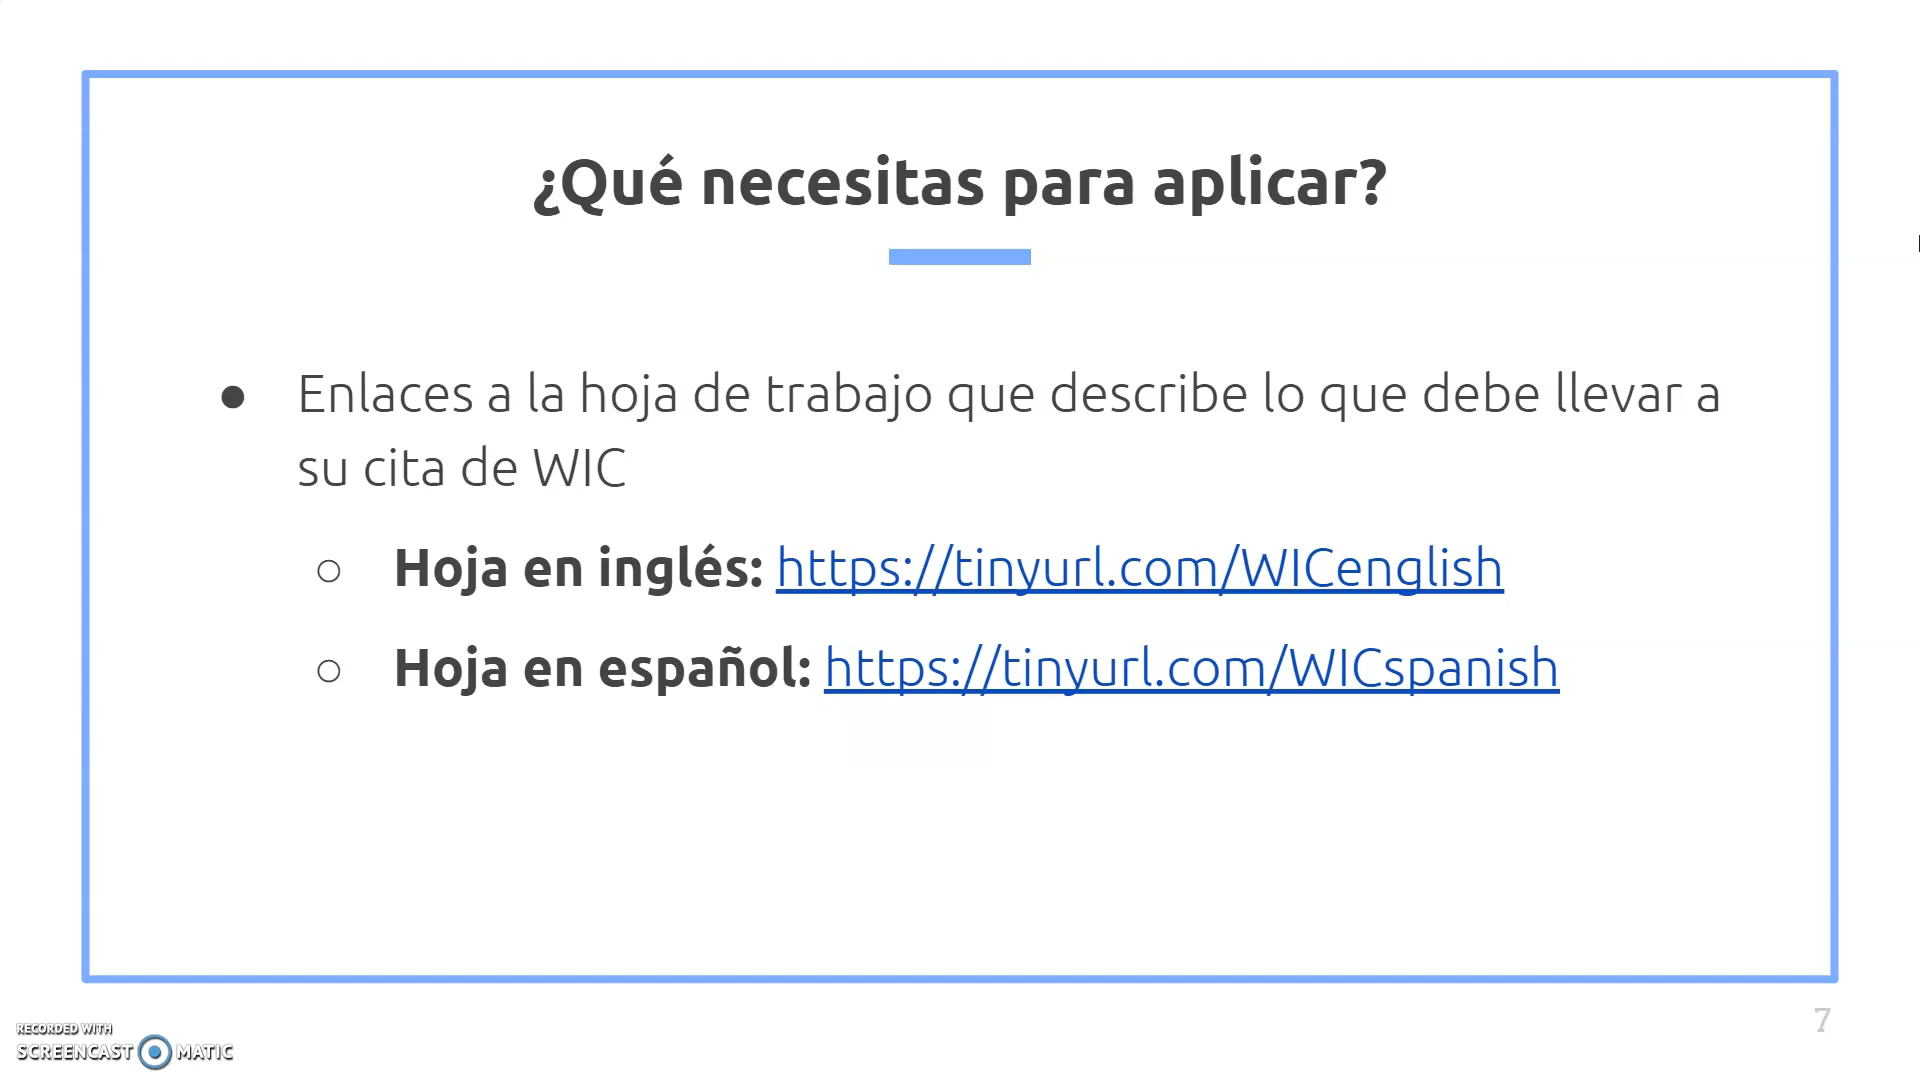 ¿Qué necesitas para aplicar?
● Enlaces a la hoja de trabajo que describe lo que debe llevar a
su cita de WIC
○ Hoja en inglés: https://tinyurl.com/WICenglish
○ Hoja en español: https://tinyurl.com/WICspanish
7
RECORDED WITH
SCREENCAST MATIC